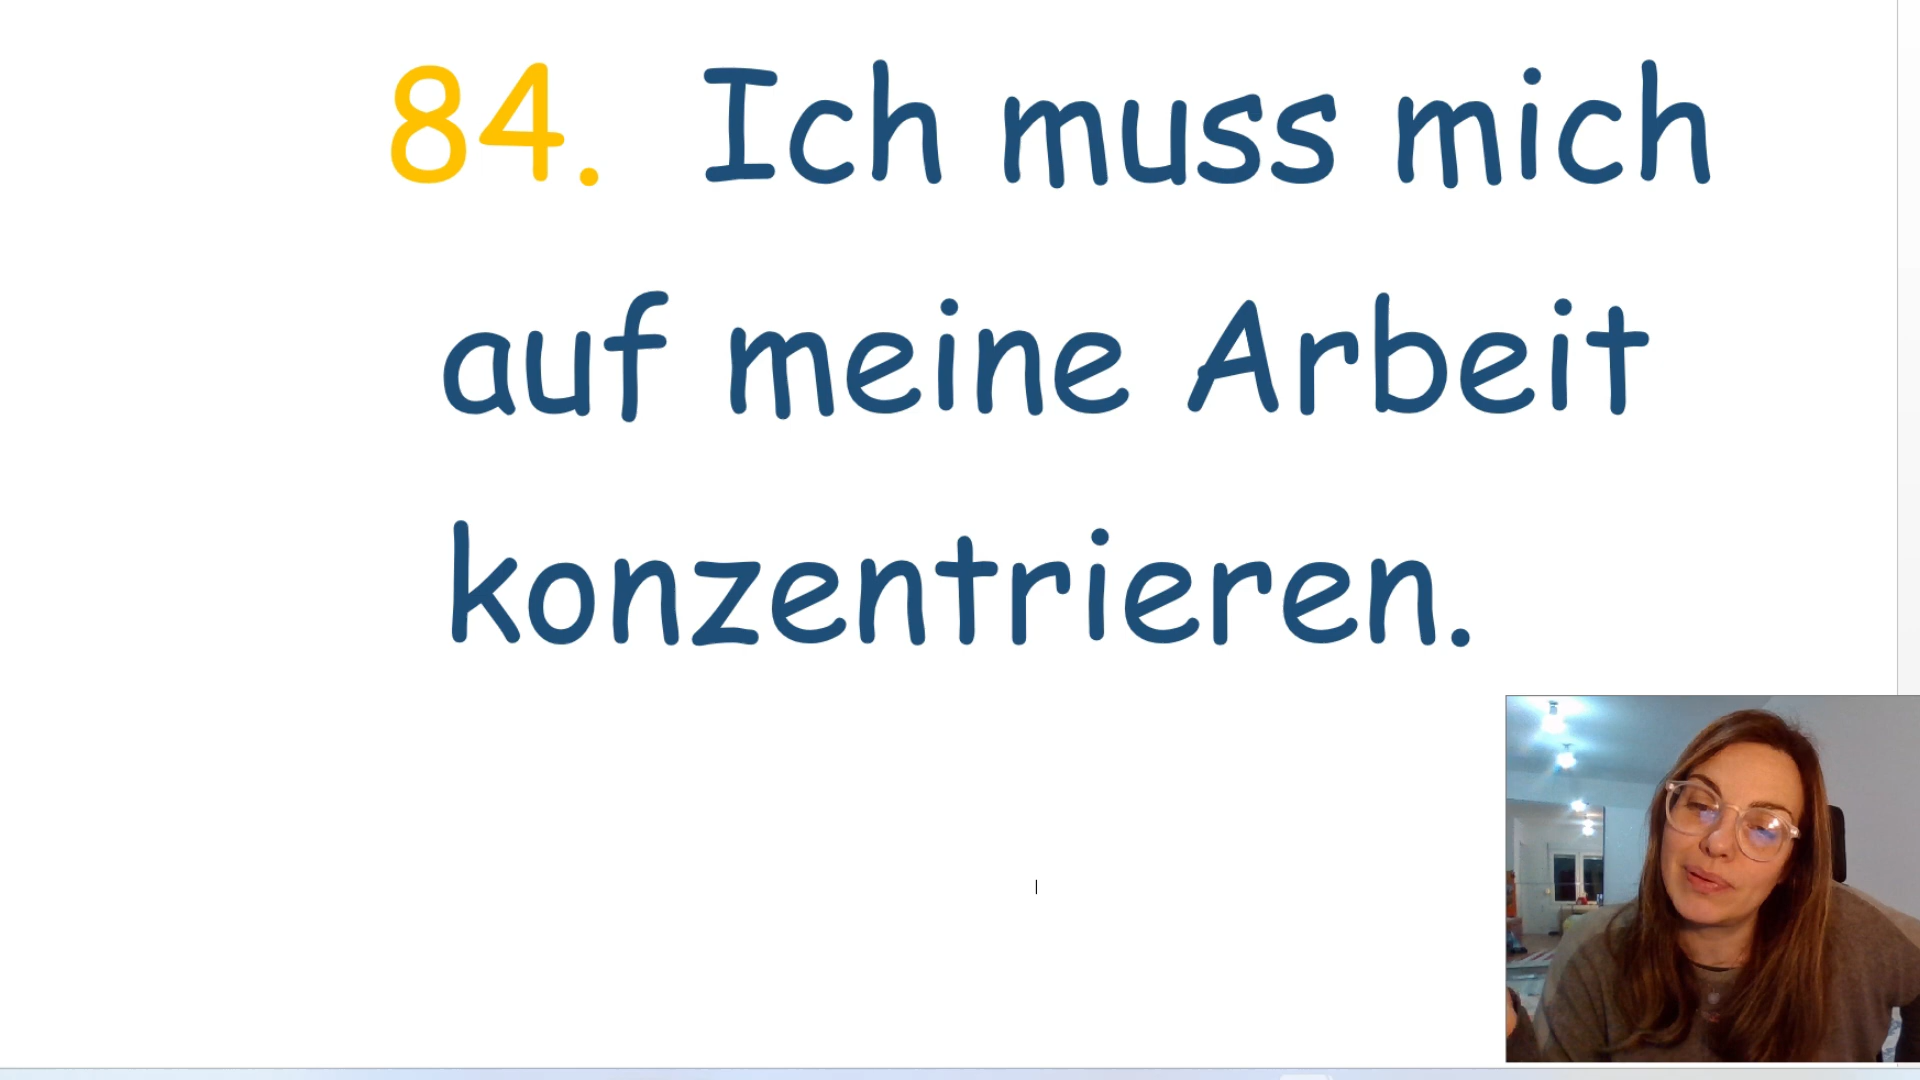 84. Ich muss mich
auf meine Arbeit
konzentrieren.